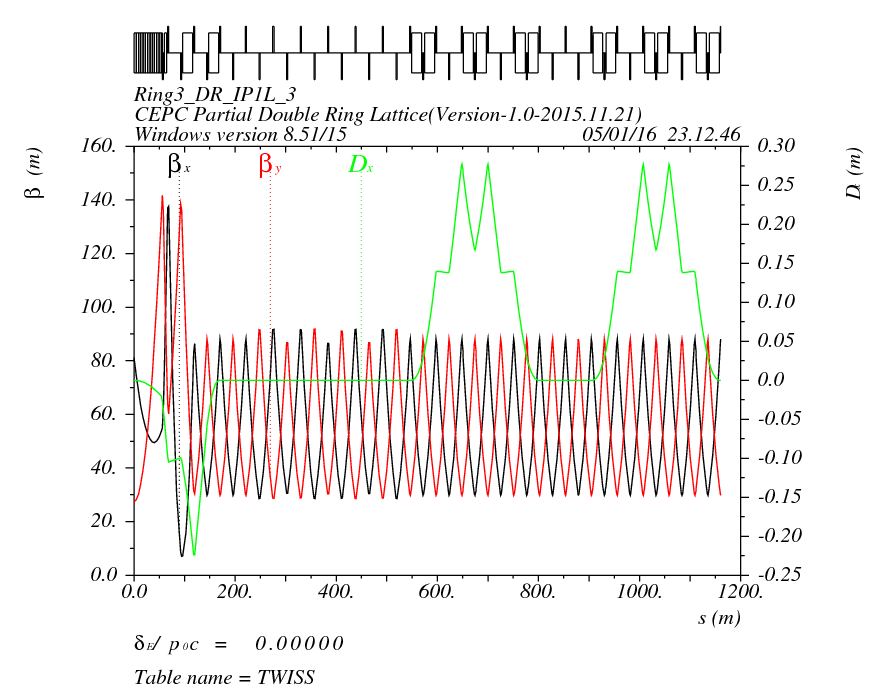 Ring3_DR_IP1L_3
CEPC Partial Double Ring Lattice(Version-1.0-2015.11.21)
Windows version 8.51/15 05/01/16 23.12.46
β (m)
160.
140.
120.
100.
80.
60.
40.
20.
0.0
βx
βy
Dx
0.30
0.25
0.20
0.15
0.10
0.05
0.0
-0.05
-0.10
-0.15
-0.20
-0.25
Dx (m)
0.0 200. 400. 600. 800. 1000. 1200.
s (m)
δE/ p0c = 0.00000
Table name = TWISS